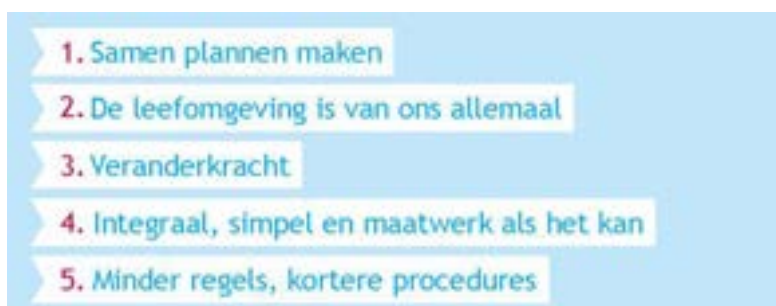 1. Samen plannen maken
2. De leefomgeving is van ons allemaal
3. Veranderkracht
4. Integraal, simpel en maatwerk als het kan
5. Minder regels, kortere procedures